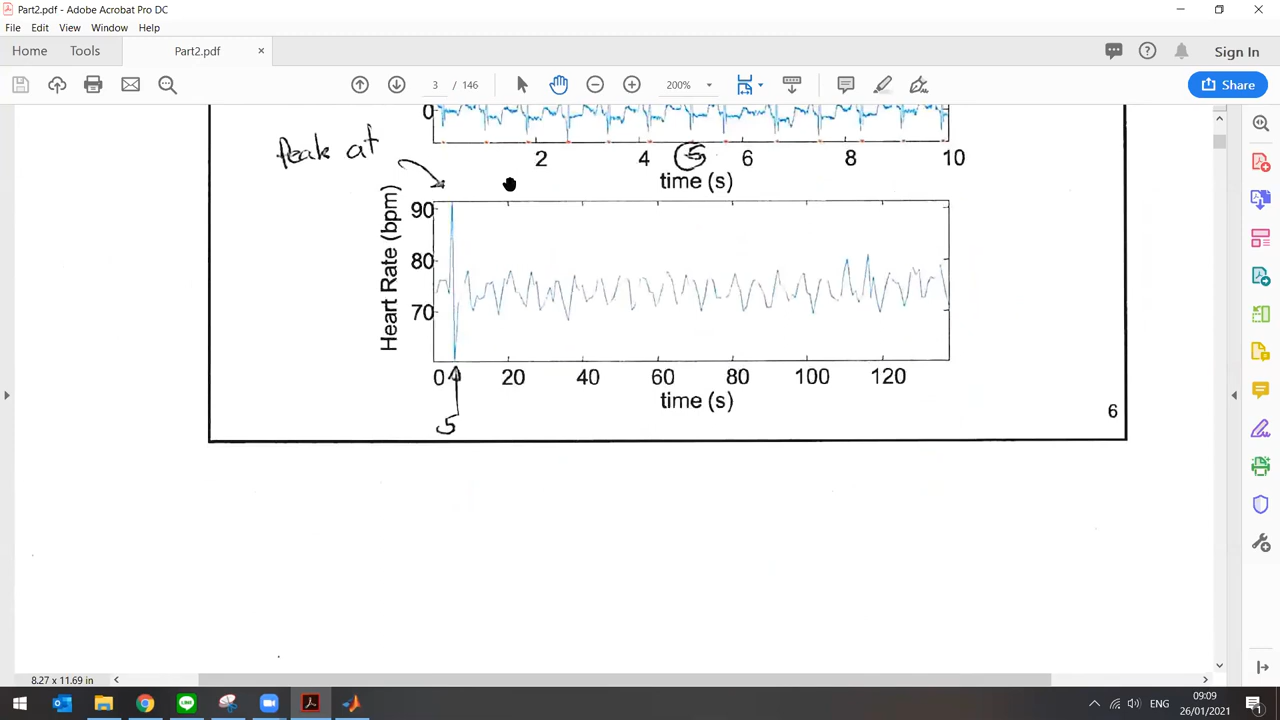 Part2.pdf - Adobe Acrobat Pro DC
File Edit View Window Help
Home Tools Part2.pdf × Sign In
3 / 146 200% Share
0
Peak at
2 4 5 6 8 10
time (s)
Heart Rate (bpm)
90
80
70
0 20 40 60 80 100 120
time (s)
5
6
8.27 x 11.69 in
ENG
09:09
26/01/2021
1